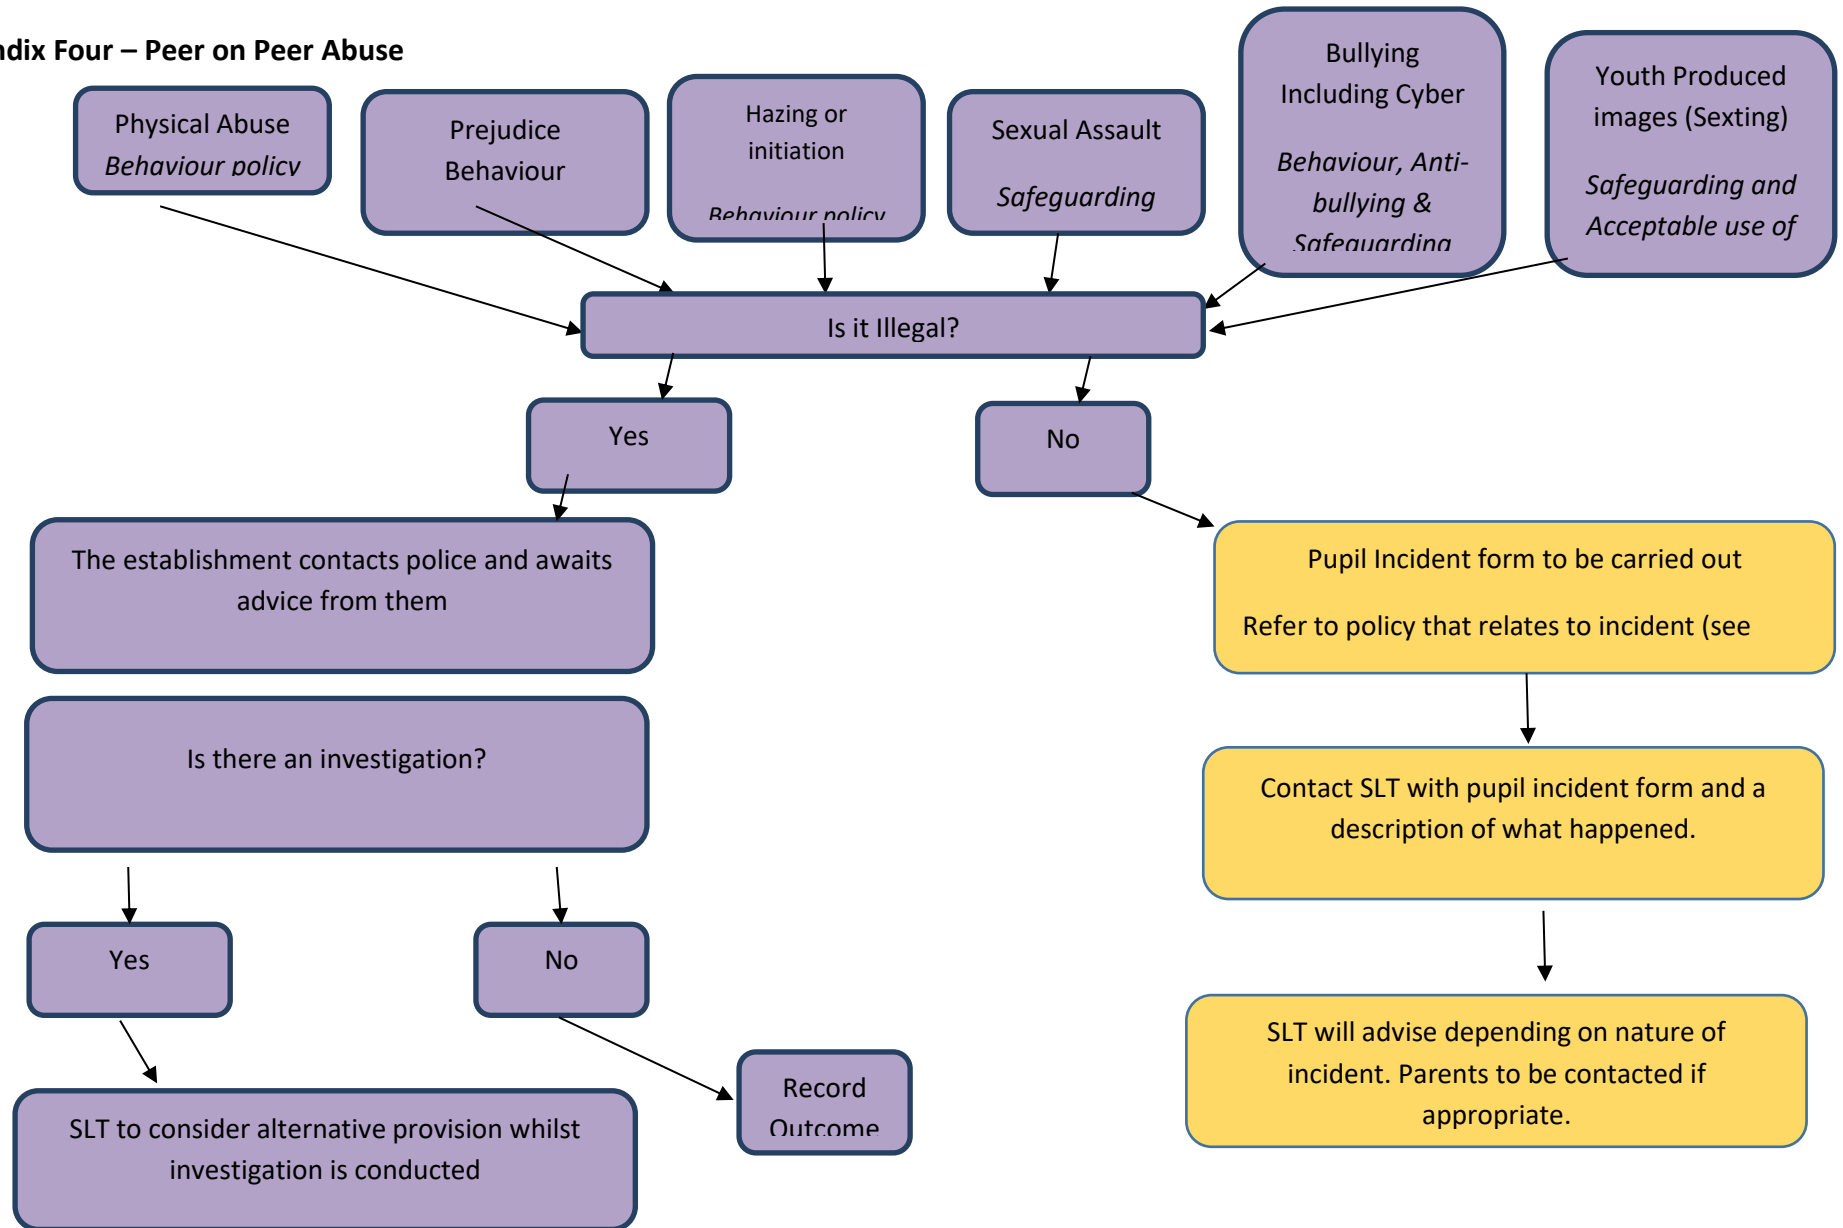 ndix Four – Peer on Peer Abuse
Physical Abuse
Behaviour policy
Prejudice
Behaviour
Hazing or
initiation
Behaviour policy
Sexual Assault
Safeguarding
Bullying
Including Cyber
Behaviour, Anti-
bullying &
Safeguarding
Youth Produced
images (Sexting)
Safeguarding and
Acceptable use of
Is it Illegal?
Yes
No
The establishment contacts police and awaits
advice from them
Pupil Incident form to be carried out
Refer to policy that relates to incident (see
Is there an investigation?
Contact SLT with pupil incident form and a
description of what happened.
Yes
No
SLT to consider alternative provision whilst
investigation is conducted
Record
Outcome
SLT will advise depending on nature of
incident. Parents to be contacted if
appropriate.